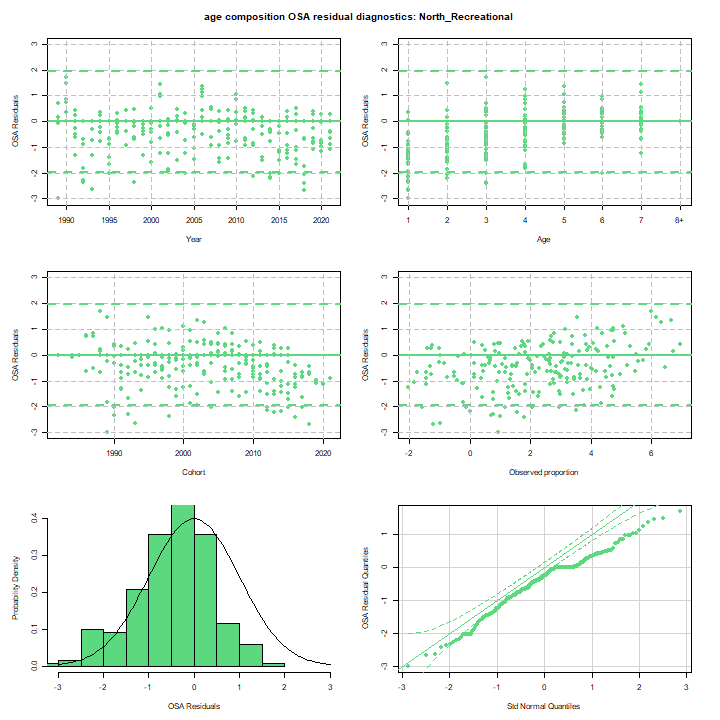 age composition OSA residual diagnostics: North_Recreational
3
2
1
0
-1
-2
-3
OSA Residuals
1990 1995 2000 2005 2010 2015 2020
Year
3
2
1
0
-1
-2
-3
OSA Residuals
1 2 3 4 5 6 7 8+
Age
3
2
1
0
-1
-2
-3
OSA Residuals
1990 2000 2010 2020
Cohort
3
2
1
0
-1
-2
-3
OSA Residuals
-2 0 2 4 6
Observed proportion
0.4
0.3
0.2
0.1
0.0
Probability Density
-3 -2 -1 0 1 2 3
OSA Residuals
1
0
-1
-2
-3
OSA Residual Quantiles
-3 -2 -1 0 1 2 3
Std Normal Quantiles